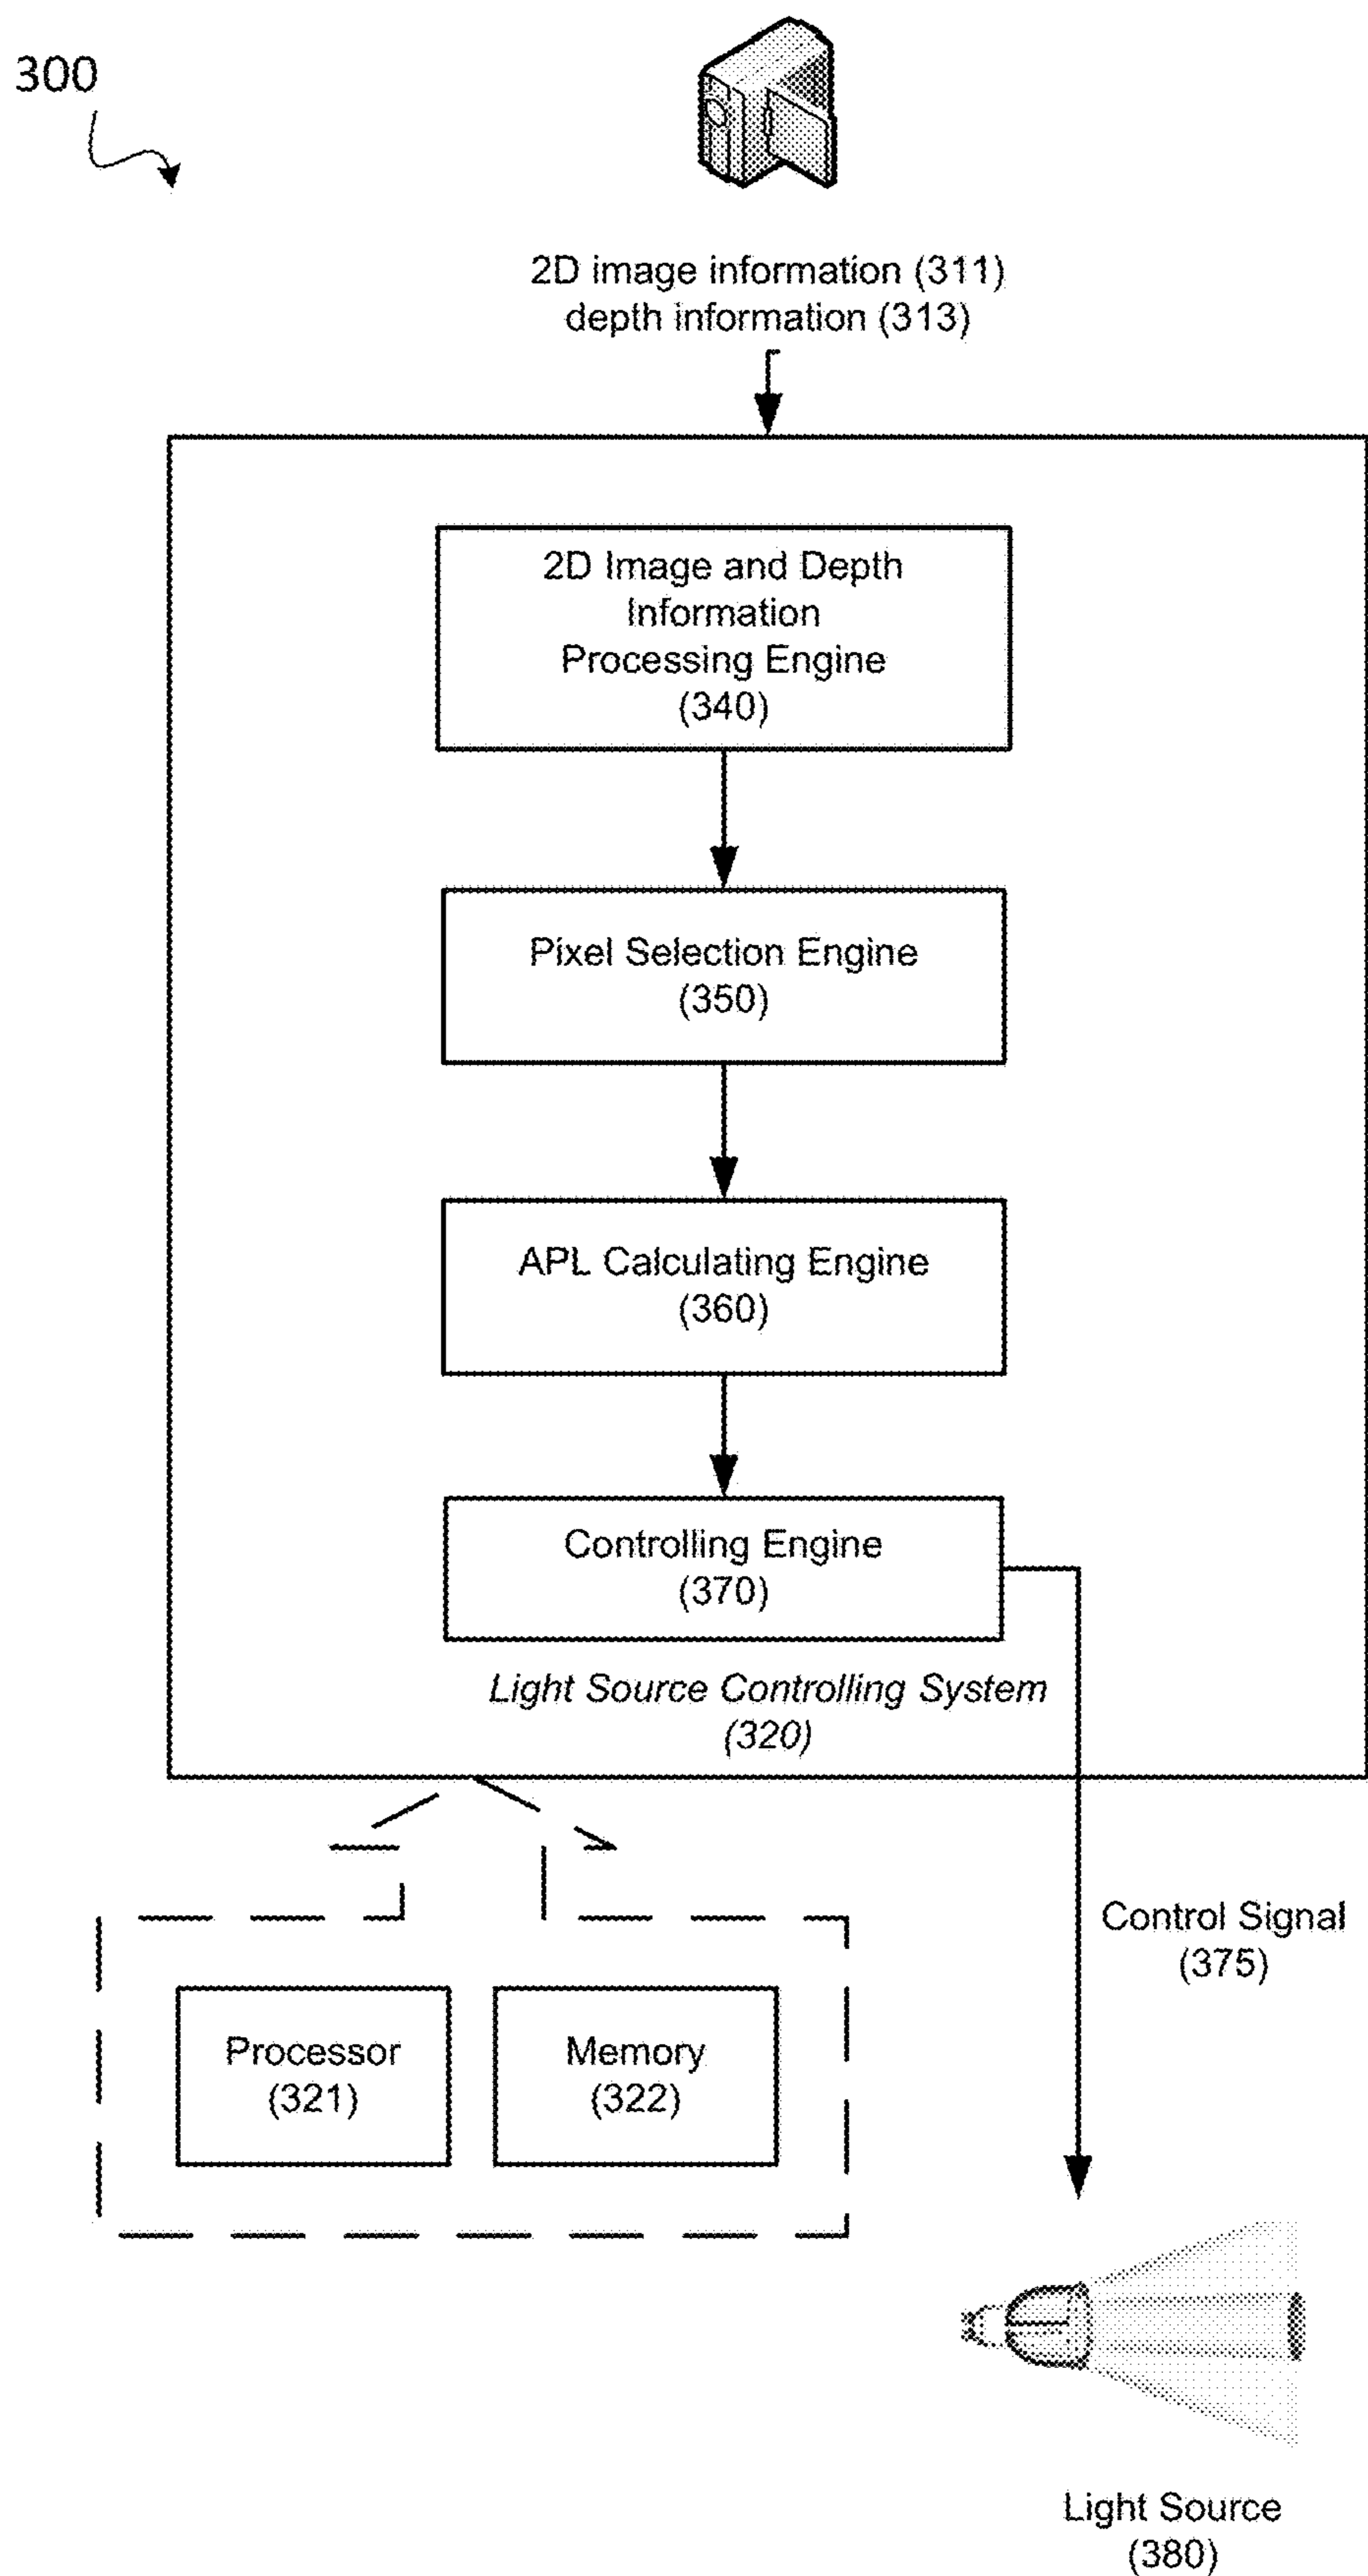 300
2D image information (311)
depth information (313)
2D Image and Depth
Information
Processing Engine
(340)
Pixel Selection Engine
(350)
APL Calculating Engine
(360)
Controlling Engine
(370)
Light Source Controlling System
(320)
Control Signal
(375)
Processor
(321)
Memory
(322)
Light Source
(380)